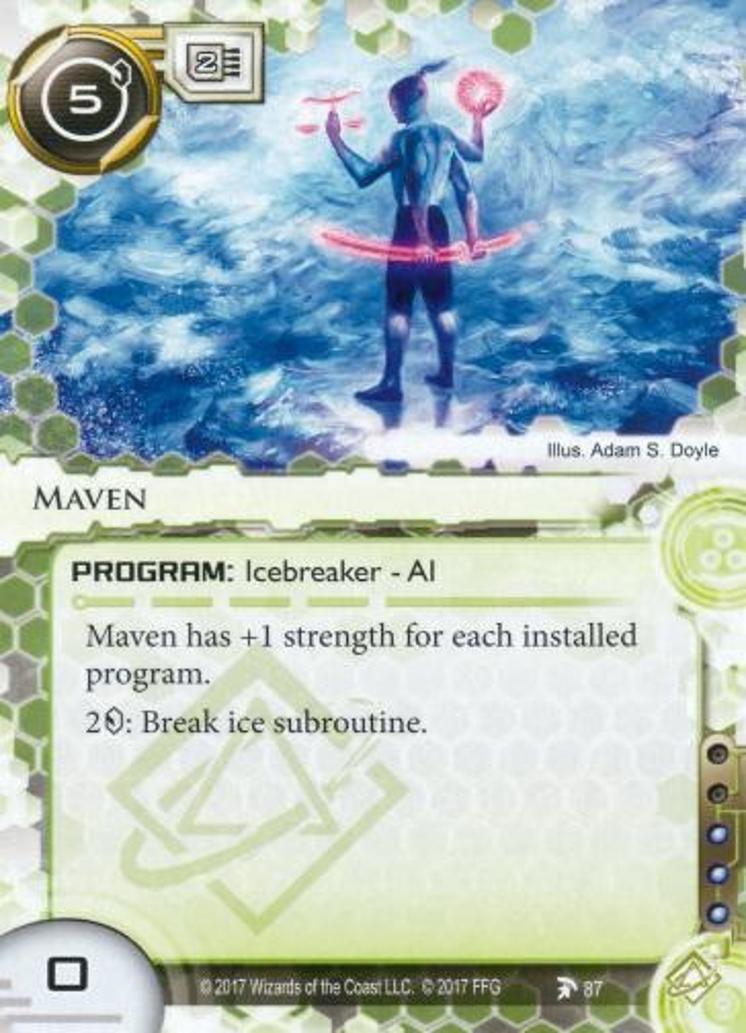 5
2
Illus. Adam S. Doyle
MAVEN
PROGRAM: Icebreaker - AI
Maven has +1 strength for each installed
program.
2: Break ice subroutine.
0
© 2017 Wizards of the Coast LLC. © 2017 FFG
87